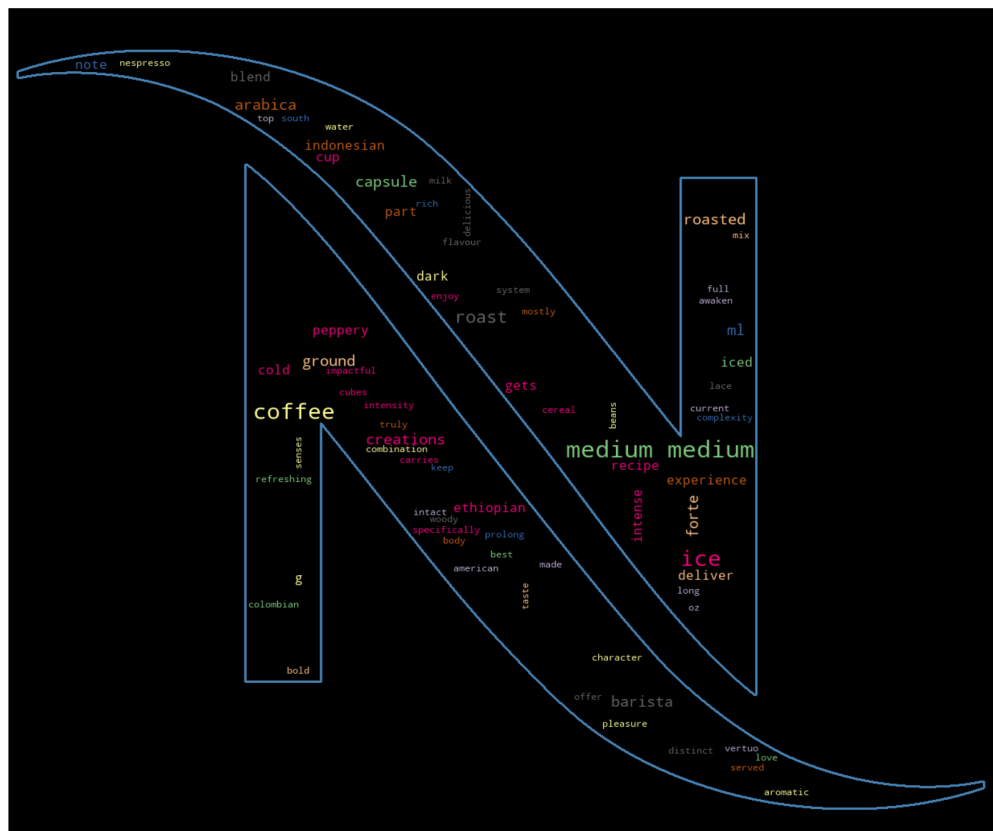 note nespresso
blend
arabica
top south
water
indonesian
cup
capsule milk
delicious
rich
part
flavour
roasted
mix
dark
system
full
enjoy
awaken
mostly
roast
peppery
ml
ground
iced
cold impactful
gets
lace
cubes
intensity
cereal
current
coffee
beans
complexity
truly
creations
combination
medium medium
senses
carries
recipe
keep
refreshing
experience
ethiopian
intact
intense
forte
woody
specifically
prolong
body
best
ice
american
made
deliver
g
long
taste
colombian
oz
character
bold
offer
barista
pleasure
distinct
vertuo
love
served
aromatic